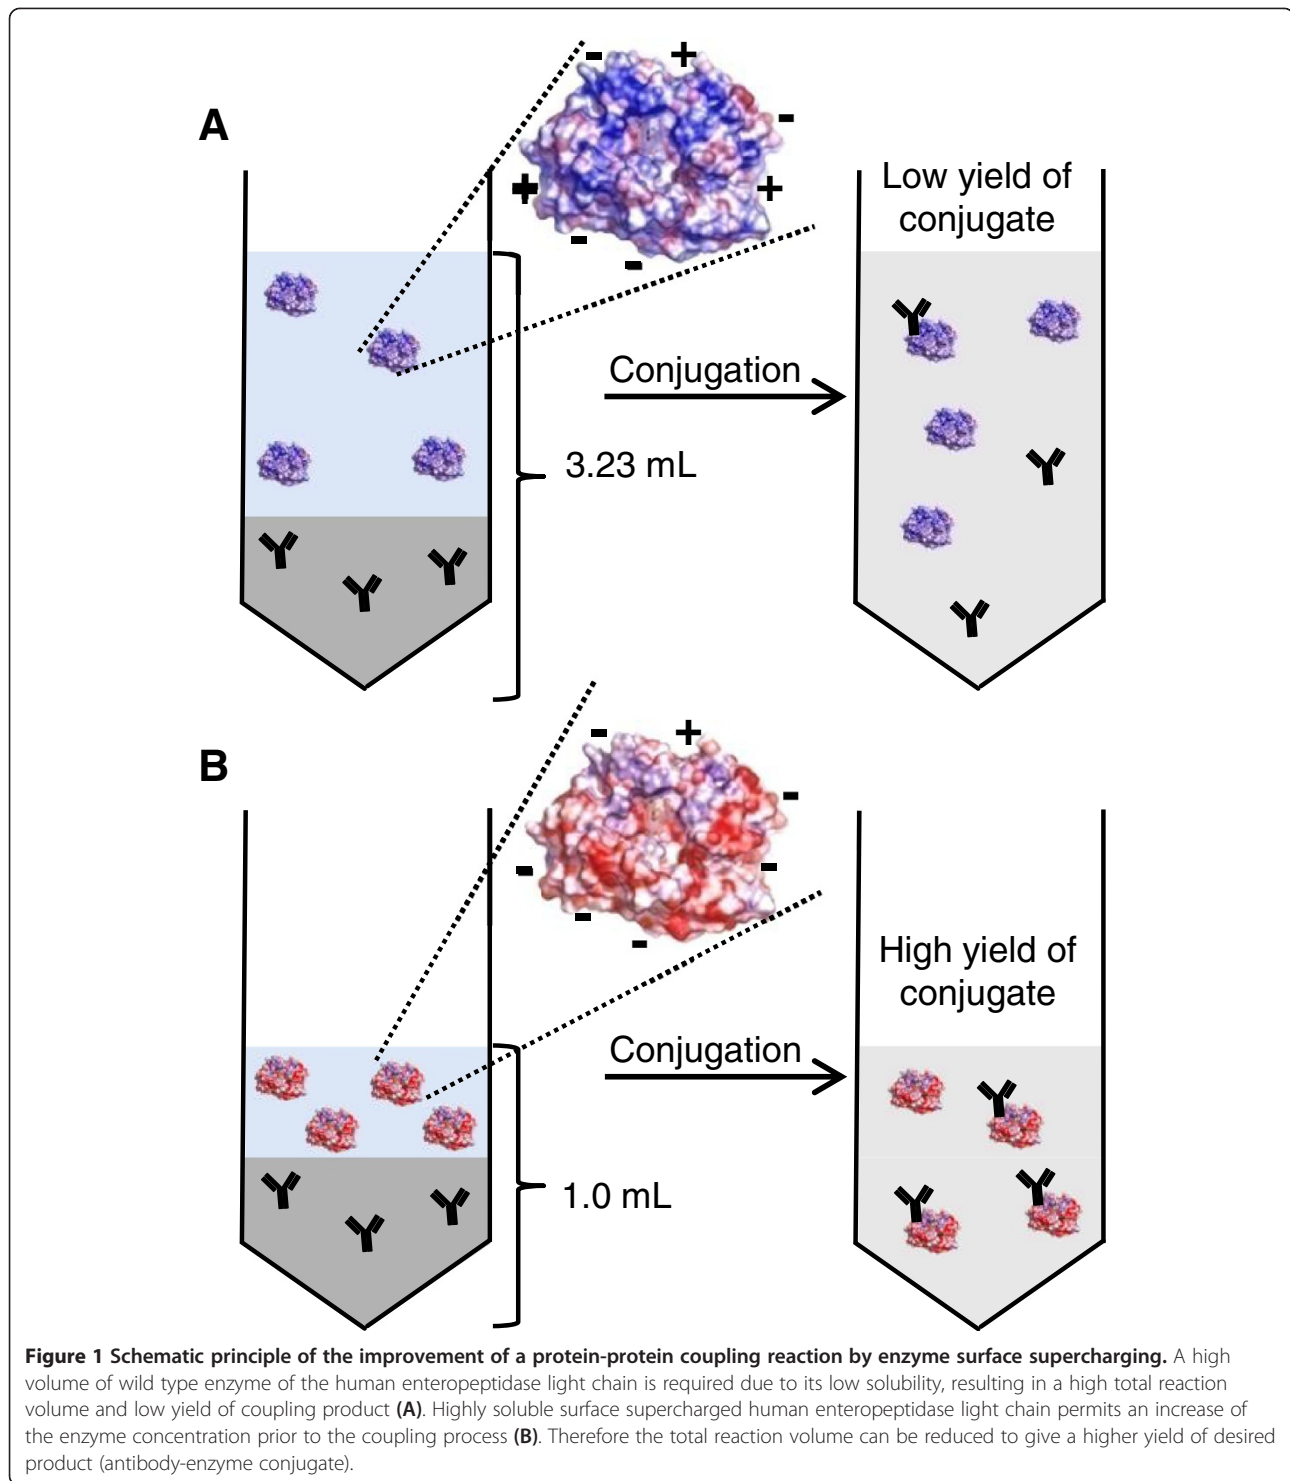 A
- + - + - - +
Low yield of
conjugate
Conjugation
3.23 mL
B
- + - - - - -
High yield of
conjugate
Conjugation
1.0 mL
Figure 1 Schematic principle of the improvement of a protein-protein coupling reaction by enzyme surface supercharging. A high
volume of wild type enzyme of the human enteropeptidase light chain is required due to its low solubility, resulting in a high total reaction
volume and low yield of coupling product (A). Highly soluble surface supercharged human enteropeptidase light chain permits an increase of
the enzyme concentration prior to the coupling process (B). Therefore the total reaction volume can be reduced to give a higher yield of desired
product (antibody-enzyme conjugate).